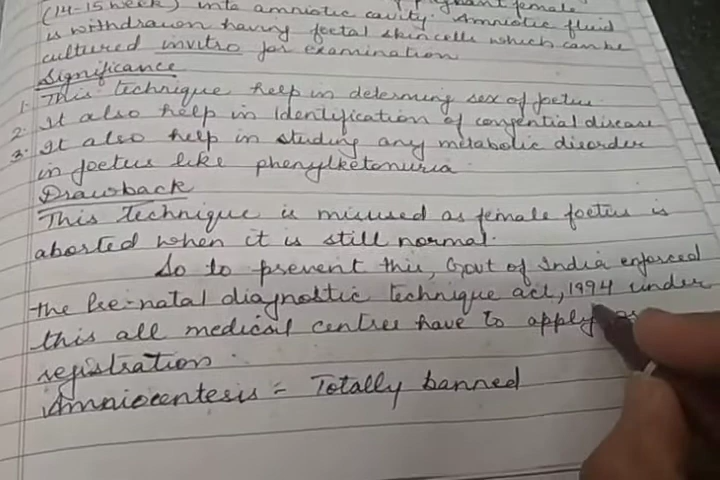 pregnant female
(14-15 week) into amniotic cavity. Amniotic fluid
is withdrawn having foetal skin cells which can be
cultured invitro for examination
Significance
1. This technique help in determing sex of foetus.
2. It also help in Identification of congential disease
3. It also help in studing any metabolic disorder
in foetus like phenylketonuria.
Drawback
This technique is misused as female foetus is
aborted when it is still normal.
So to prevent this, Govt of India enforced
the Pre-natal diagnostic technique act, 1994 under
this all medical centres have to apply
registration.
Amniocentesis = Totally banned